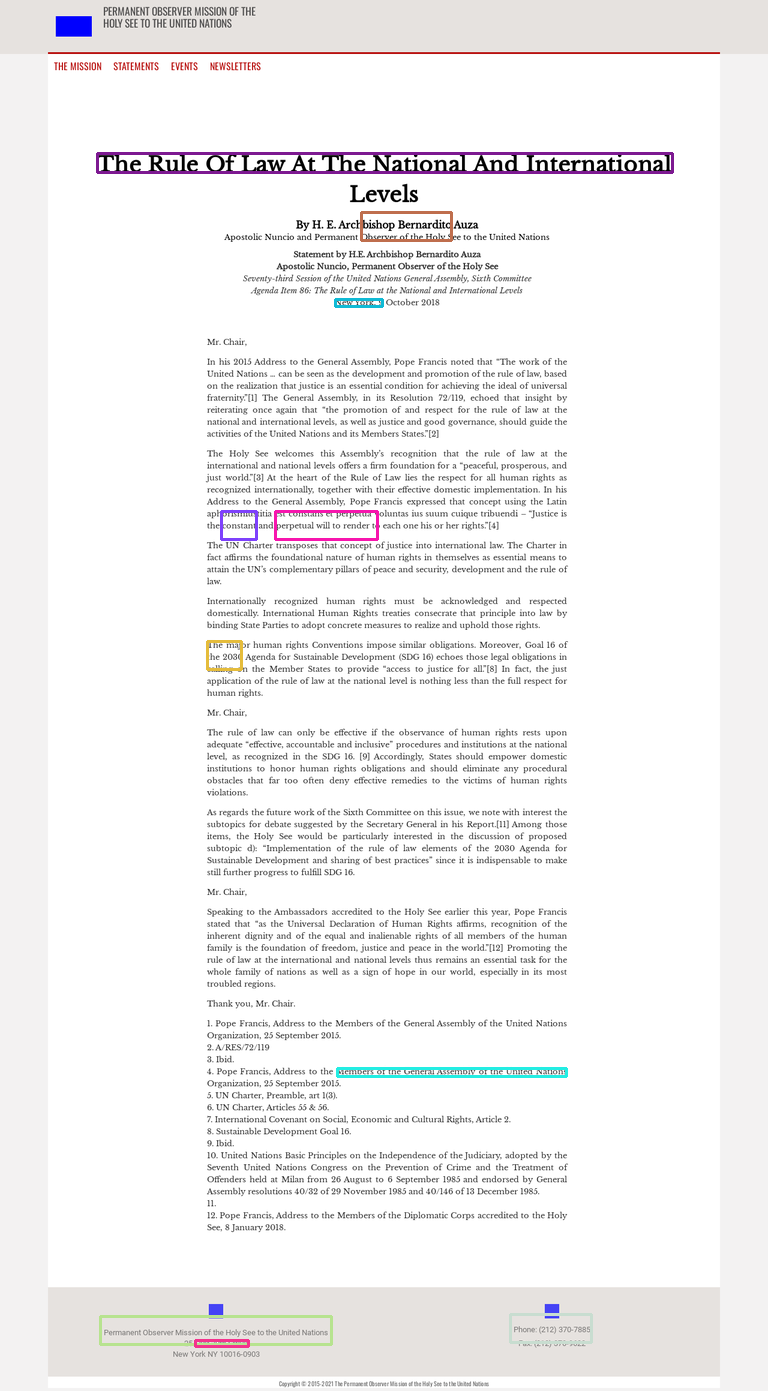 PERMANENT OBSERVER MISSION OF THE
HOLY SEE TO THE UNITED NATIONS
THE MISSION STATEMENTS EVENTS NEWSLETTERS
The Rule Of Law At The National And International
Levels
By H. E. Archbishop Bernardito Auza
Apostolic Nuncio and Permanent Observer of the Holy See to the United Nations
Statement by H.E. Archbishop Bernardito Auza
Apostolic Nuncio, Permanent Observer of the Holy See
Seventy-third Session of the United Nations General Assembly, Sixth Committee
Agenda Item 86: The Rule of Law at the National and International Levels
New York, 9 October 2018
Mr. Chair,
In his 2015 Address to the General Assembly, Pope Francis noted that “The work of the
United Nations … can be seen as the development and promotion of the rule of law, based
on the realization that justice is an essential condition for achieving the ideal of universal
fraternity.”[1] The General Assembly, in its Resolution 72/119, echoed that insight by
reiterating once again that “the promotion of and respect for the rule of law at the
national and international levels, as well as justice and good governance, should guide the
activities of the United Nations and its Members States.”[2]
The Holy See welcomes this Assembly’s recognition that the rule of law at the
international and national levels offers a firm foundation for a “peaceful, prosperous, and
just world.”[3] At the heart of the Rule of Law lies the respect for all human rights as
recognized internationally, together with their effective domestic implementation. In his
Address to the General Assembly, Pope Francis expressed that concept using the Latin
est constans et perpetua voluntas ius suum cuique tribuendi – “Justice is
the constant and perpetual will to render to each one his or her rights.”[4]
The UN Charter transposes that concept of justice into international law. The Charter in
fact affirms the foundational nature of human rights in themselves as essential means to
attain the UN’s complementary pillars of peace and security, development and the rule of
law.
Internationally recognized human rights must be acknowledged and respected
domestically. International Human Rights treaties consecrate that principle into law by
binding State Parties to adopt concrete measures to realize and uphold those rights.
The major human rights Conventions impose similar obligations. Moreover, Goal 16 of
the 2030 Agenda for Sustainable Development (SDG 16) echoes those legal obligations in
calling on the Member States to provide “access to justice for all.”[8] In fact, the just
application of the rule of law at the national level is nothing less than the full respect for
human rights.
Mr. Chair,
The rule of law can only be effective if the observance of human rights rests upon
adequate “effective, accountable and inclusive” procedures and institutions at the national
level, as recognized in the SDG 16. [9] Accordingly, States should empower domestic
institutions to honor human rights obligations and should eliminate any procedural
obstacles that far too often deny effective remedies to the victims of human rights
violations.
As regards the future work of the Sixth Committee on this issue, we note with interest the
subtopics for debate suggested by the Secretary General in his Report.[11] Among those
items, the Holy See would be particularly interested in the discussion of proposed
subtopic d): “Implementation of the rule of law elements of the 2030 Agenda for
Sustainable Development and sharing of best practices” since it is indispensable to make
still further progress to fulfill SDG 16.
Mr. Chair,
Speaking to the Ambassadors accredited to the Holy See earlier this year, Pope Francis
stated that “as the Universal Declaration of Human Rights affirms, recognition of the
inherent dignity and of the equal and inalienable rights of all members of the human
family is the foundation of freedom, justice and peace in the world.”[12] Promoting the
rule of law at the international and national levels thus remains an essential task for the
whole family of nations as well as a sign of hope in our world, especially in its most
troubled regions.
Thank you, Mr. Chair.
1. Pope Francis, Address to the Members of the General Assembly of the United Nations
Organization, 25 September 2015.
2. A/RES/72/119
3. Ibid.
4. Pope Francis, Address to the Members of the General Assembly of the United Nations
Organization, 25 September 2015.
5. UN Charter, Preamble, art 1(3).
6. UN Charter, Articles 55 & 56.
7. International Covenant on Social, Economic and Cultural Rights, Article 2.
8. Sustainable Development Goal 16.
9. Ibid.
10. United Nations Basic Principles on the Independence of the Judiciary, adopted by the
Seventh United Nations Congress on the Prevention of Crime and the Treatment of
Offenders held at Milan from 26 August to 6 September 1985 and endorsed by General
Assembly resolutions 40/32 of 29 November 1985 and 40/146 of 13 December 1985.
11.
12. Pope Francis, Address to the Members of the Diplomatic Corps accredited to the Holy
See, 8 January 2018.
Permanent Observer Mission of the Holy See to the United Nations
New York NY 10016-0903
Phone: (212) 370-7885
Fax: (212) 370-9622
Copyright © 2015-2021 The Permanent Observer Mission of the Holy See to the United Nations